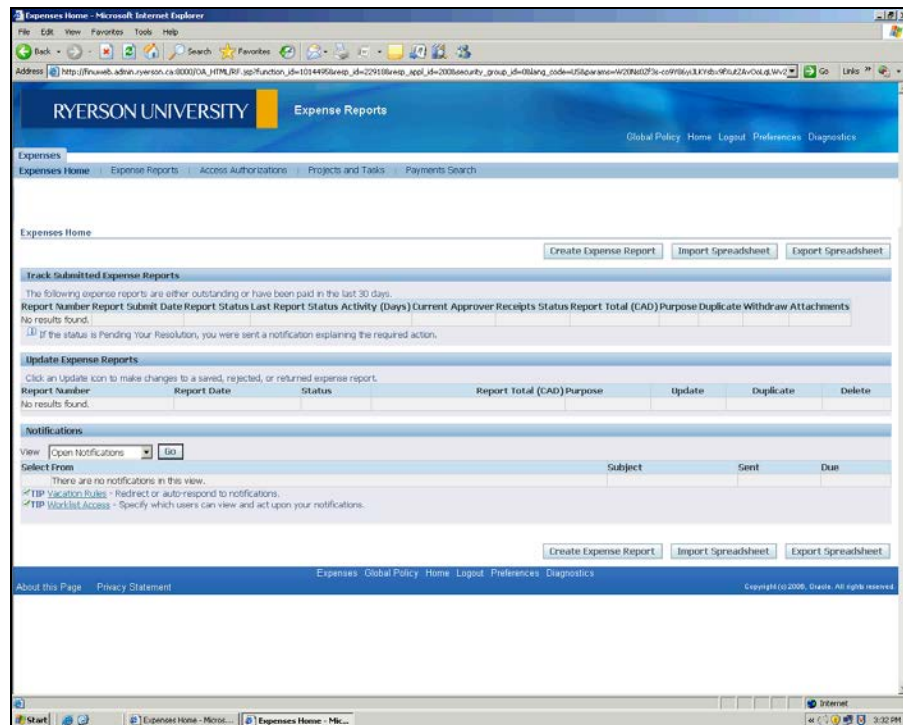 Expenses Home - Microsoft Internet Explorer
File Edit View Favorites Tools Help
Back Search Favorites
Address Go Links
RYERSON UNIVERSITY Expense Reports
Global Policy Home Logout Preferences Diagnostics
Expenses
Expenses Home | Expense Reports | Access Authorizations | Projects and Tasks | Payments Search
Expenses Home
Create Expense Report Import Spreadsheet Export Spreadsheet
Track Submitted Expense Reports
The following expense reports are either outstanding or have been paid in the last 30 days.
Report Number Report Submit Date Report Status Last Report Status Activity (Days) Current Approver Receipts Status Report Total (CAD) Purpose Duplicate Withdraw Attachments
No results found.
If the status is Pending Your Resolution, you were sent a notification explaining the required action.
Update Expense Reports
Click an Update icon to make changes to a saved, rejected, or returned expense report.
Report Number Report Date Status Report Total (CAD) Purpose Update Duplicate Delete
No results found.
Notifications
View Open Notifications Go
Select From Subject Sent Due
There are no notifications in this view.
TIP Vacation Rules - Redirect or auto-respond to notifications.
TIP Worklist Access - Specify which users can view and act upon your notifications.
Create Expense Report Import Spreadsheet Export Spreadsheet
Expenses Global Policy Home Logout Preferences Diagnostics
About this Page Privacy Statement Copyright (c) 2006, Oracle. All rights reserved.
Internet
Start Expenses Home - Micros... Expenses Home - Mic... 3:32 PM